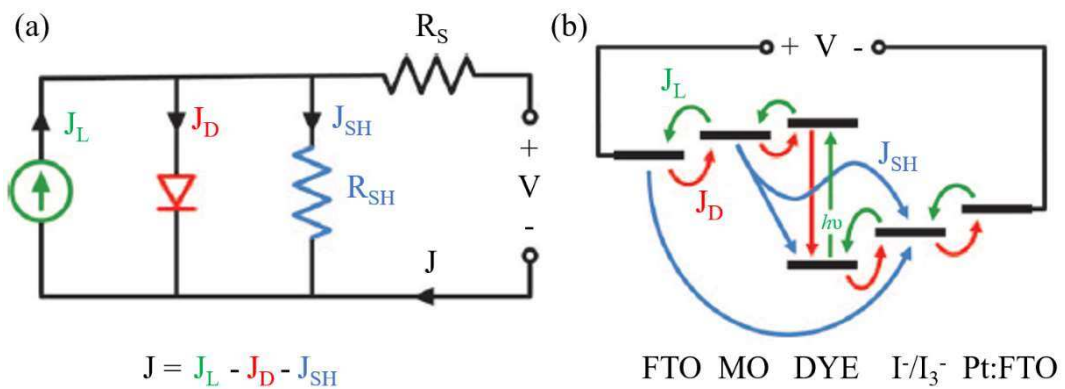 (a)
R_S
J_L
J_D
J_SH
R_SH
+
V
-
J
J = J_L - J_D - J_SH
(b)
+ V -
J_L
J_SH
J_D
hυ
FTO MO DYE I⁻/I₃⁻ Pt:FTO